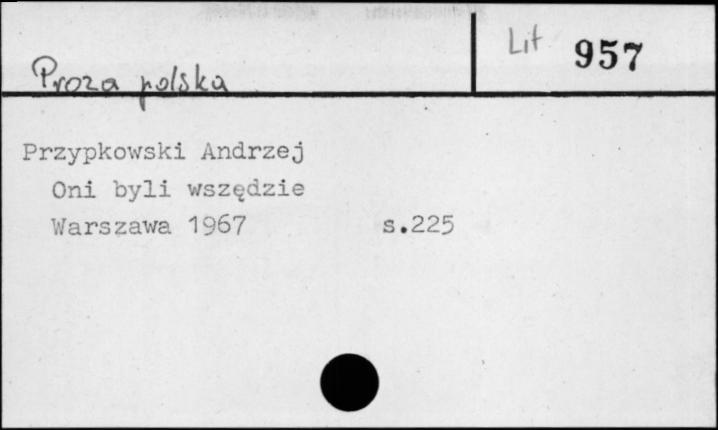 Proza polska
Lit 957
Przypkowski Andrzej
Oni byli wszędzie
Warszawa 1967 s.225